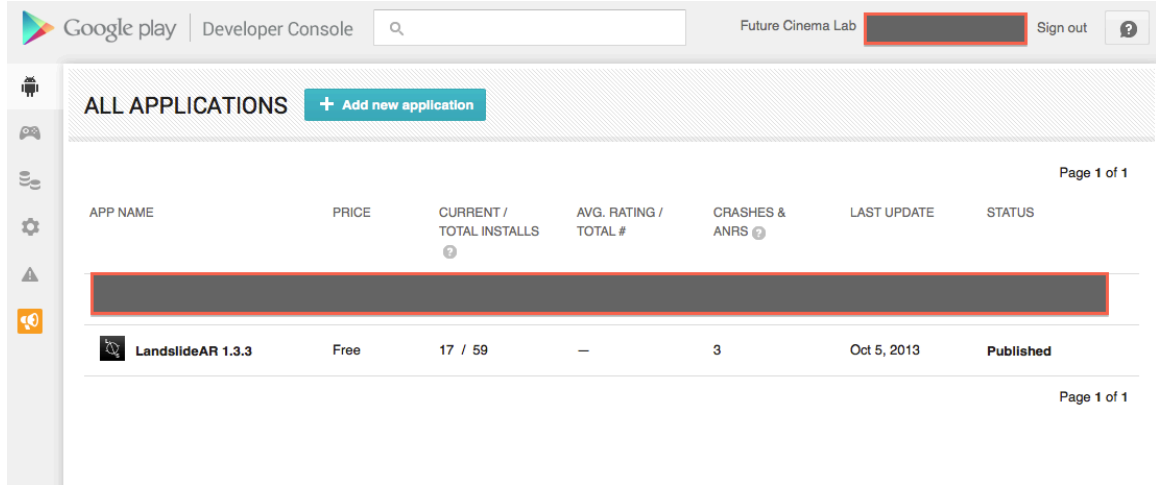 Google play | Developer Console
Future Cinema Lab
Sign out
ALL APPLICATIONS
+ Add new application
Page 1 of 1
APP NAME PRICE CURRENT / TOTAL INSTALLS AVG. RATING / TOTAL # CRASHES & ANRS LAST UPDATE STATUS
LandslideAR 1.3.3 Free 17 / 59 — 3 Oct 5, 2013 Published
Page 1 of 1